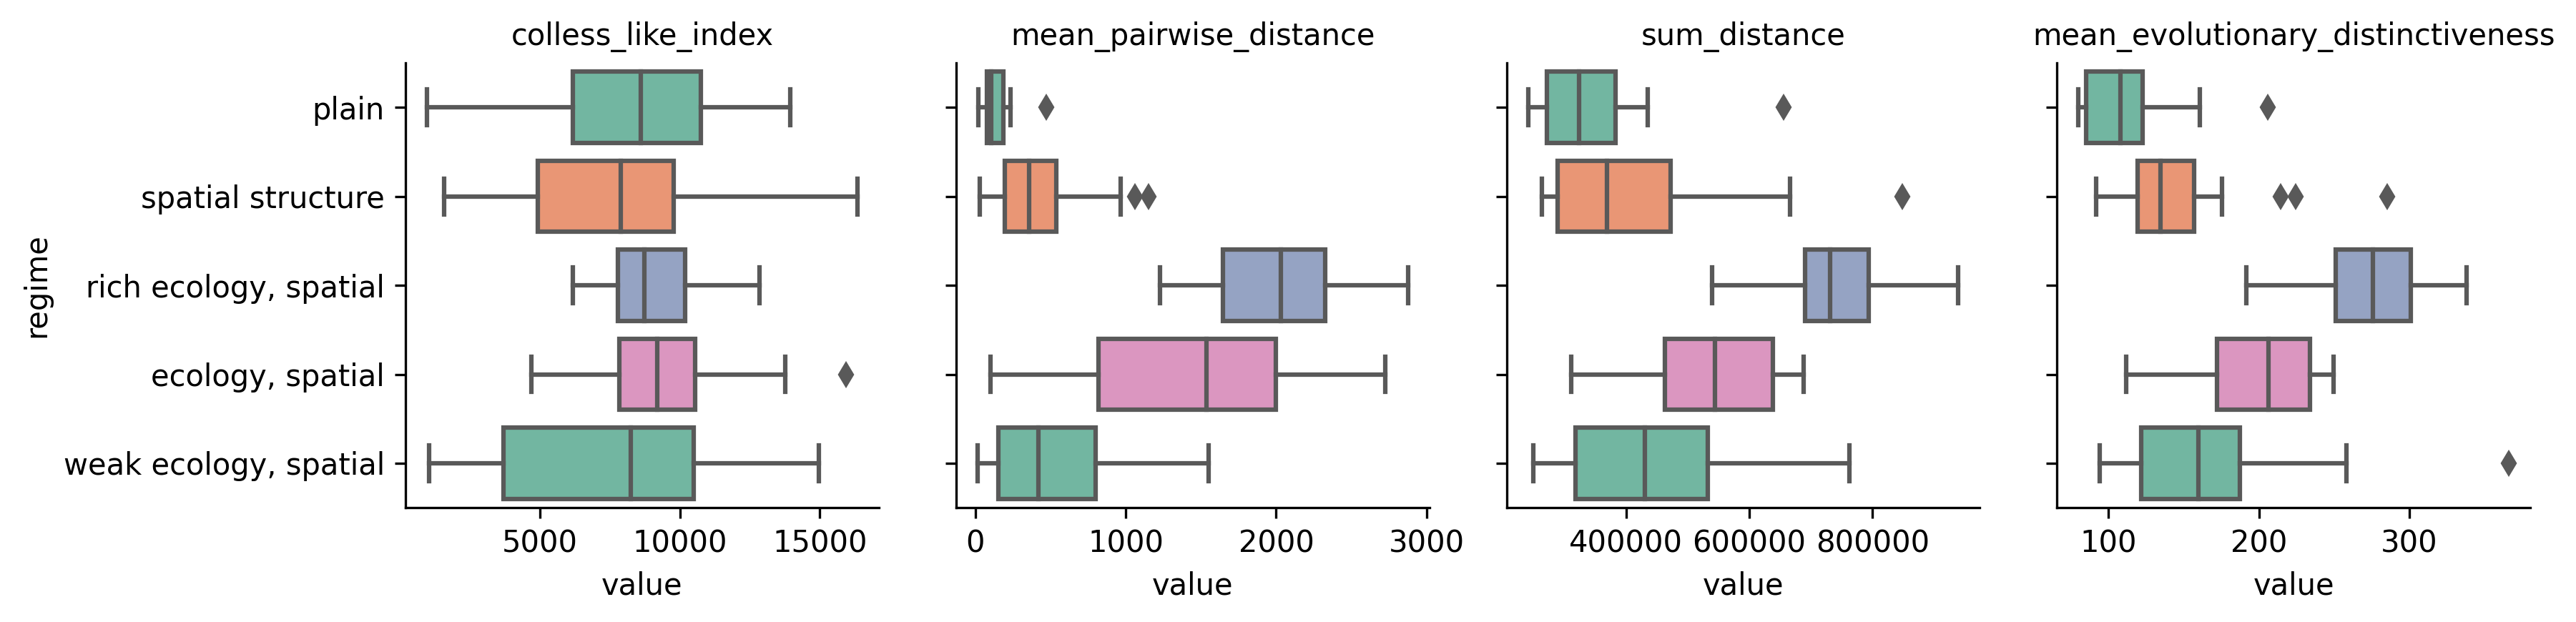 colless_like_index
mean_pairwise_distance
sum_distance
mean_evolutionary_distinctiveness
regime
plain
spatial structure
rich ecology, spatial
ecology, spatial
weak ecology, spatial
5000 10000 15000
0 1000 2000 3000
400000 600000 800000
100 200 300
value
value
value
value